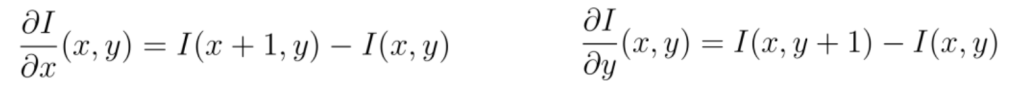 ∂I/∂x (x, y) = I(x + 1, y) − I(x, y)    ∂I/∂y (x, y) = I(x, y + 1) − I(x, y)